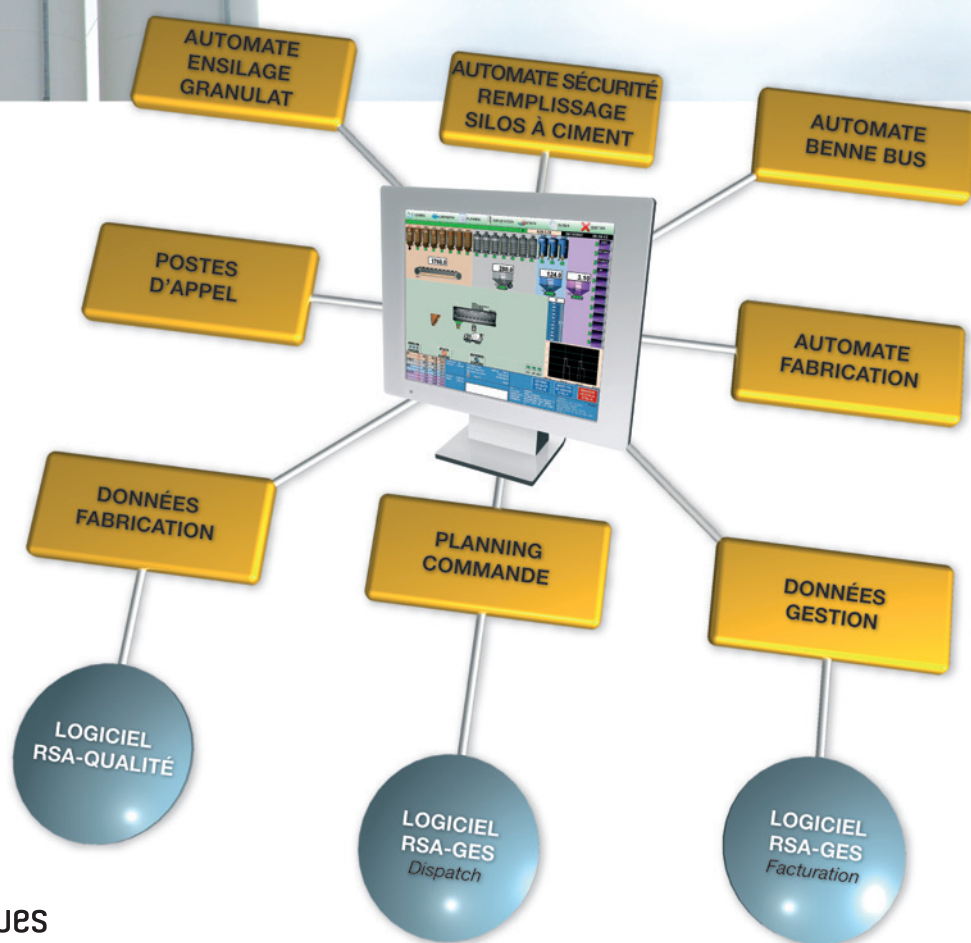 AUTOMATE
ENSILAGE
GRANULAT
AUTOMATE SÉCURITÉ
REMPLISSAGE
SILOS À CIMENT
AUTOMATE
BENNE BUS
POSTES
D'APPEL
AUTOMATE
FABRICATION
DONNÉES
FABRICATION
PLANNING
COMMANDE
DONNÉES
GESTION
LOGICIEL
RSA-QUALITÉ
LOGICIEL
RSA-GES
Dispatch
LOGICIEL
RSA-GES
Facturation